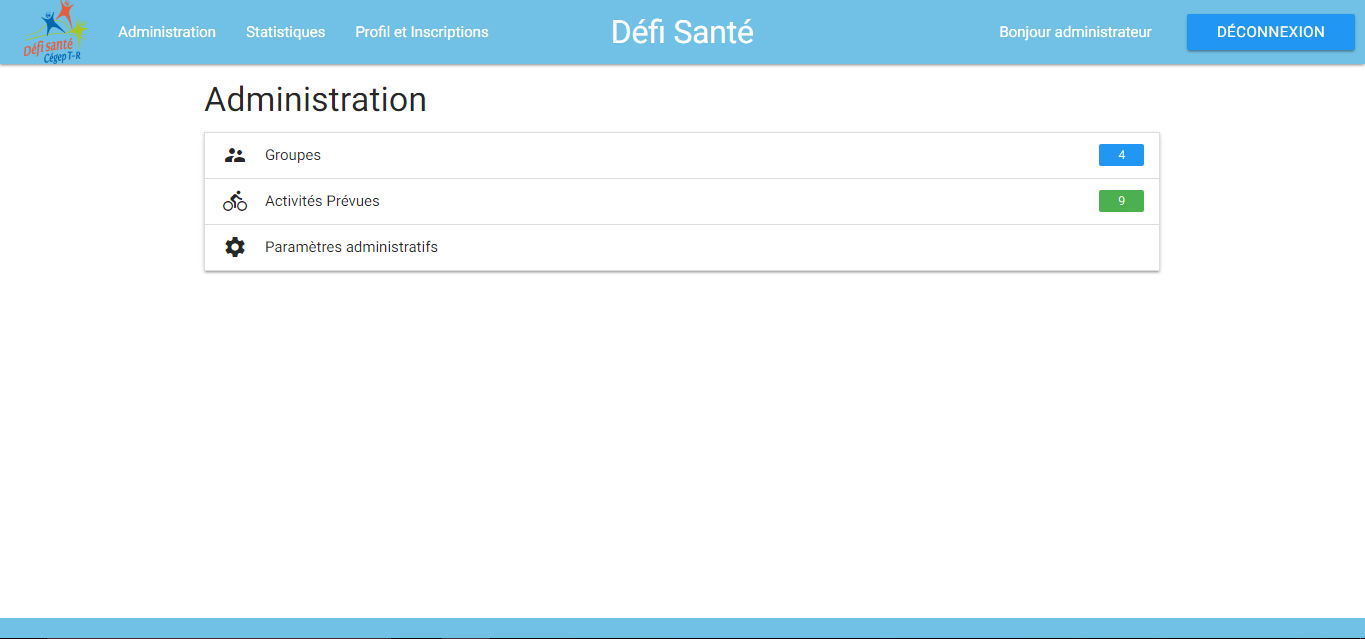 Défi santé
Cégep T-R
Administration
Statistiques
Profil et Inscriptions
Défi Santé
Bonjour administrateur
DÉCONNEXION
Administration
Groupes
4
Activités Prévues
9
Paramètres administratifs